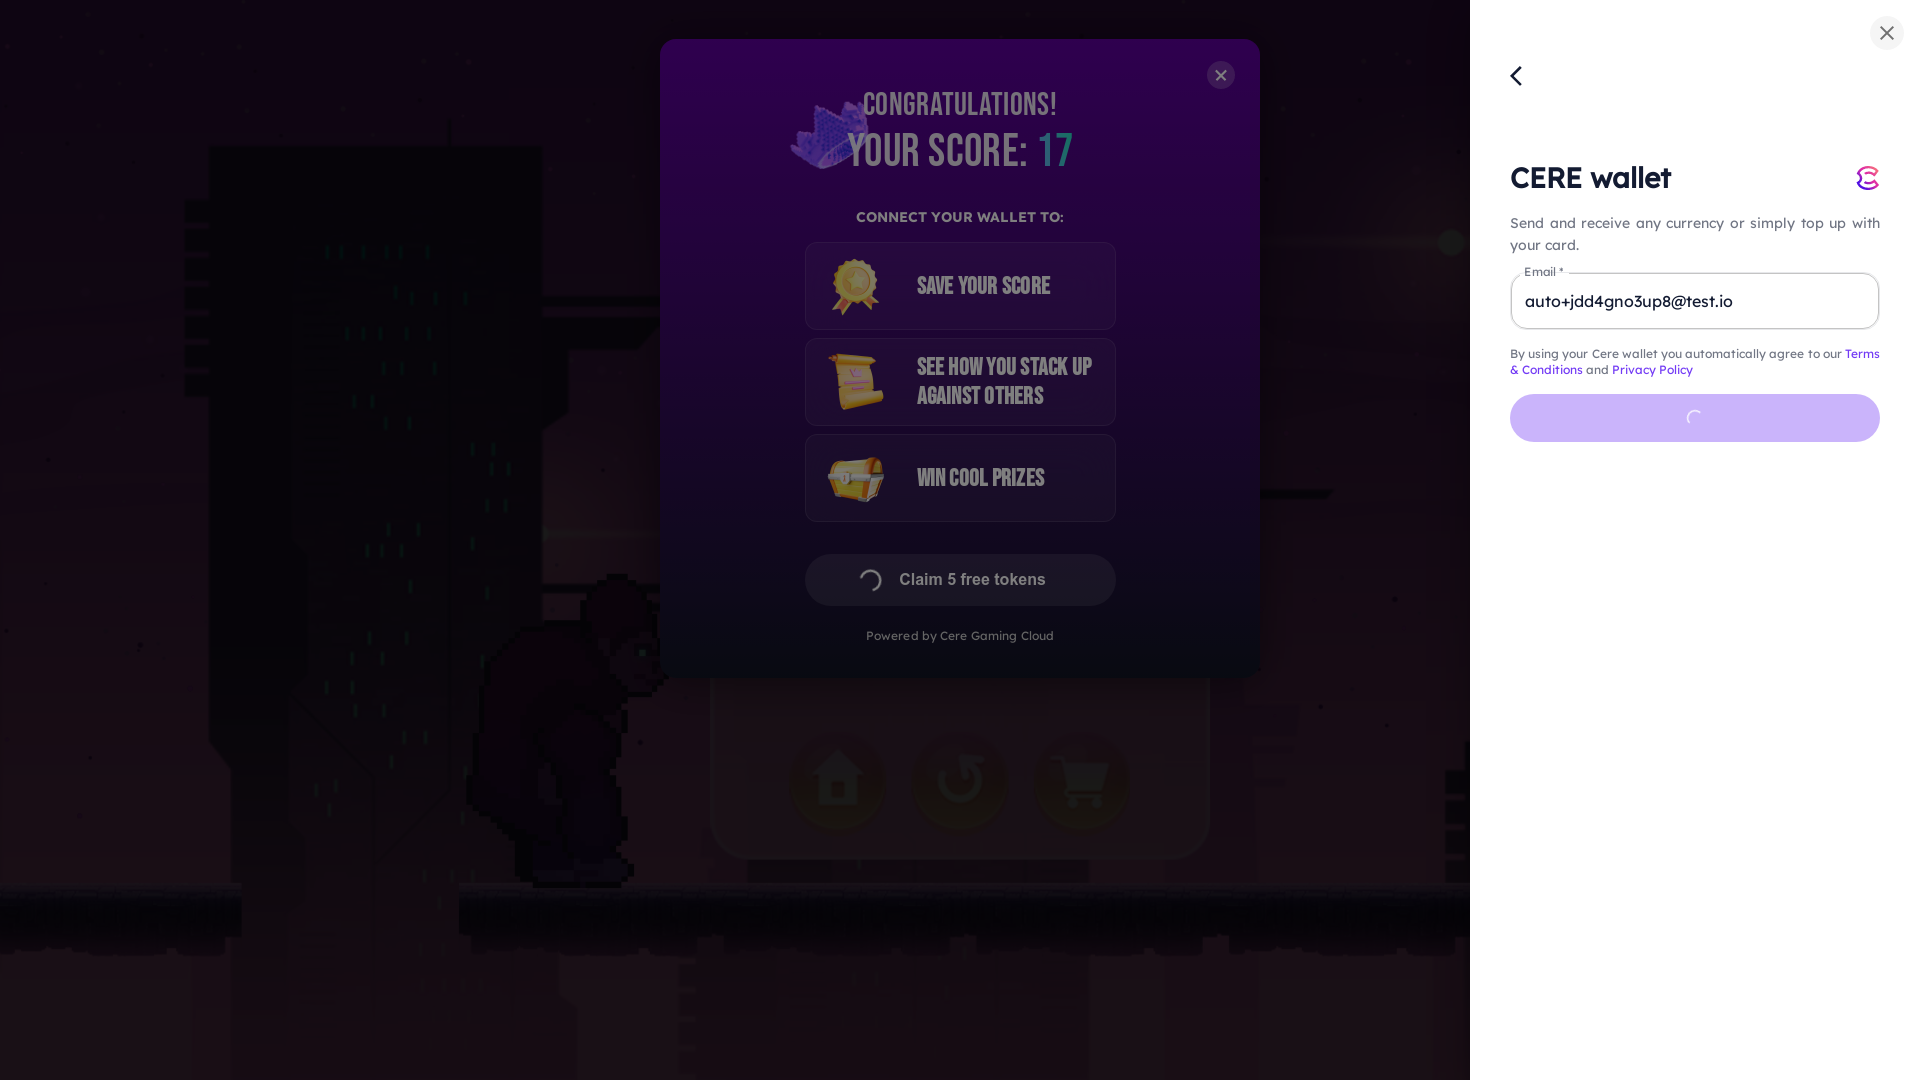 CONGRATULATIONS!
YOUR SCORE: 17
CONNECT YOUR WALLET TO:
SAVE YOUR SCORE
SEE HOW YOU STACK UP
AGAINST OTHERS
WIN COOL PRIZES
Claim 5 free tokens
Powered by Cere Gaming Cloud
CERE wallet
Send and receive any currency or simply top up with
your card.
Email *
auto+jdd4gno3up8@test.io
By using your Cere wallet you automatically agree to our Terms
& Conditions and Privacy Policy